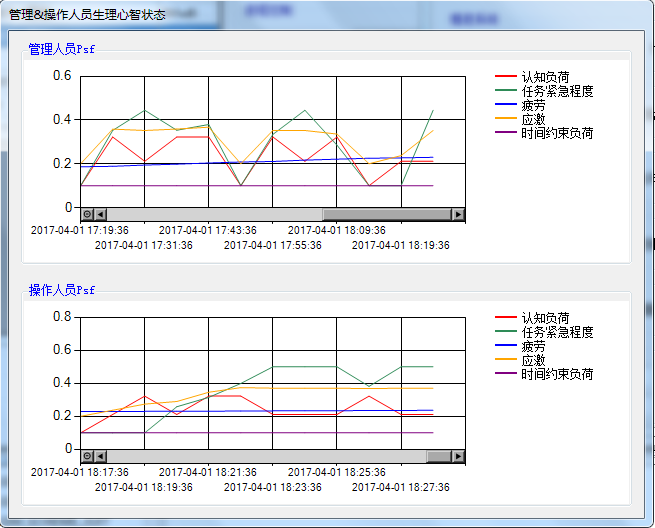 管理&操作人员生理心智状态
管理人员Psf
0.6
0.4
0.2
0
认知负荷
任务紧急程度
疲劳
应激
时间约束负荷
2017-04-01 17:19:36
2017-04-01 17:43:36
2017-04-01 18:09:36
2017-04-01 17:31:36
2017-04-01 17:55:36
2017-04-01 18:19:36
操作人员Psf
0.8
0.6
0.4
0.2
0
认知负荷
任务紧急程度
疲劳
应激
时间约束负荷
2017-04-01 18:17:36
2017-04-01 18:21:36
2017-04-01 18:25:36
2017-04-01 18:19:36
2017-04-01 18:23:36
2017-04-01 18:27:36